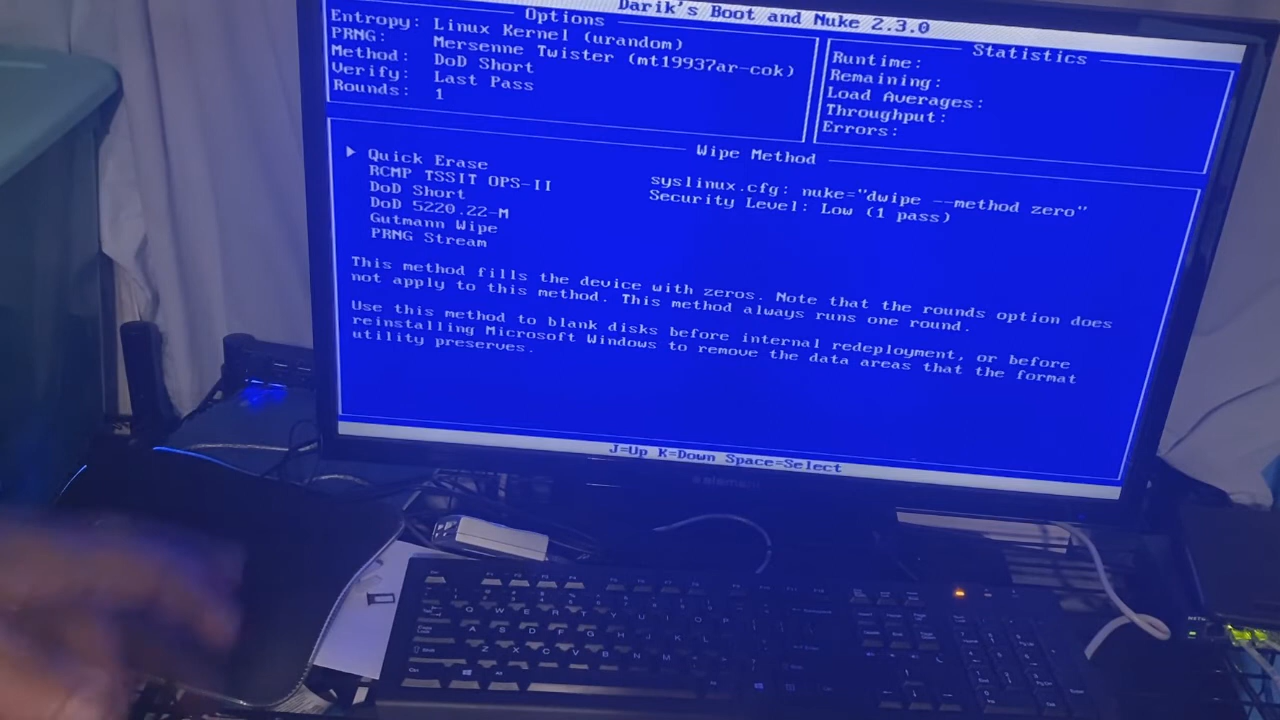 Darik's Boot and Nuke 2.3.0
Options
Entropy: Linux Kernel (urandom)
PRNG: Mersenne Twister (mt19937ar-cok)
Method: DoD Short
Verify: Last Pass
Rounds: 1
Statistics
Runtime:
Remaining:
Load Averages:
Throughput:
Errors:
Wipe Method
Quick Erase
RCMP TSSIT OPS-II
DoD Short
DoD 5220.22-M
Gutmann Wipe
PRNG Stream
syslinux.cfg: nuke="dwipe --method zero"
Security Level: Low (1 pass)
This method fills the device with zeros. Note that the rounds option does
not apply to this method. This method always runs one round.
Use this method to blank disks before internal redeployment, or before
reinstalling Microsoft Windows to remove the data areas that the format
utility preserves.
J=Up K=Down Space=Select
element
Q W E R T Y U I O P
A S D F G H J K L
Z X C V B N M